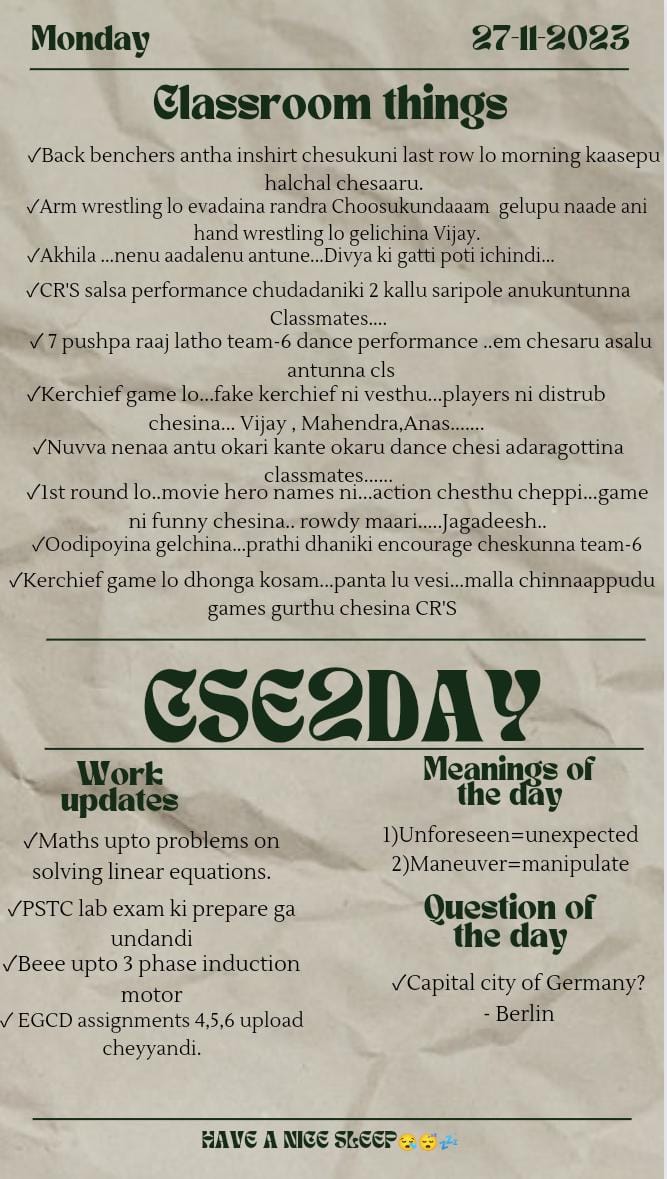 Monday 27-11-2023
Classroom things
✓Back benchers antha inshirt chesukuni last row lo morning kaasepu
halchal chesaaru.
✓Arm wrestling lo evadaina randra Choosukundaaam gelupu naade ani
hand wrestling lo gelichina Vijay.
✓Akhila ...nenu aadalenu antune...Divya ki gatti poti ichindi...
✓CR'S salsa performance chudadaniki 2 kallu saripole anukuntunna
Classmates....
✓ 7 pushpa raaj latho team-6 dance performance ..em chesaru asalu
antunna cls
✓Kerchief game lo...fake kerchief ni vesthu...players ni distrub
chesina... Vijay , Mahendra,Anas.......
✓Nuvva nenaa antu okari kante okaru dance chesi adaragottina
classmates......
✓1st round lo..movie hero names ni...action chesthu cheppi...game
ni funny chesina.. rowdy maari.....Jagadeesh..
✓Oodipoyina gelchina...prathi dhaniki encourage cheskunna team-6
✓Kerchief game lo dhonga kosam...panta lu vesi...malla chinnaappudu
games gurthu chesina CR'S
CSE2DAY
Work
updates
✓Maths upto problems on
solving linear equations.
✓PSTC lab exam ki prepare ga
undandi
✓Beee upto 3 phase induction
motor
✓ EGCD assignments 4,5,6 upload
cheyyandi.
Meanings of
the day
1)Unforeseen=unexpected
2)Maneuver=manipulate
Question of
the day
✓Capital city of Germany?
- Berlin
HAVE A NICE SLEEP😪😴💤